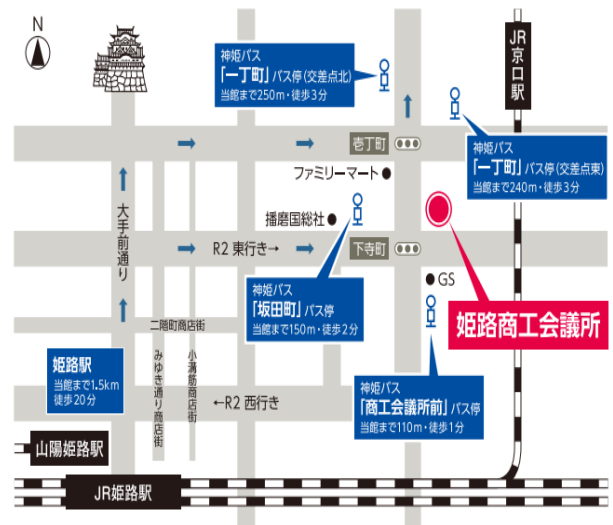 N
神姫バス
「一丁町」バス停(交差点北)
当館まで250m・徒歩3分
JR京口駅
壱丁町
神姫バス
「一丁町」バス停(交差点東)
当館まで240m・徒歩3分
ファミリーマート
大手前通り
播磨国総社
R2 東行き→
下寺町
GS
神姫バス
「坂田町」バス停
当館まで150m・徒歩2分
姫路商工会議所
二階町商店街
姫路駅
当館まで1.5km
徒歩20分
みゆき通り商店街
小溝筋商店街
←R2 西行き
神姫バス
「商工会議所前」バス停
当館まで110m・徒歩1分
山陽姫路駅
JR姫路駅